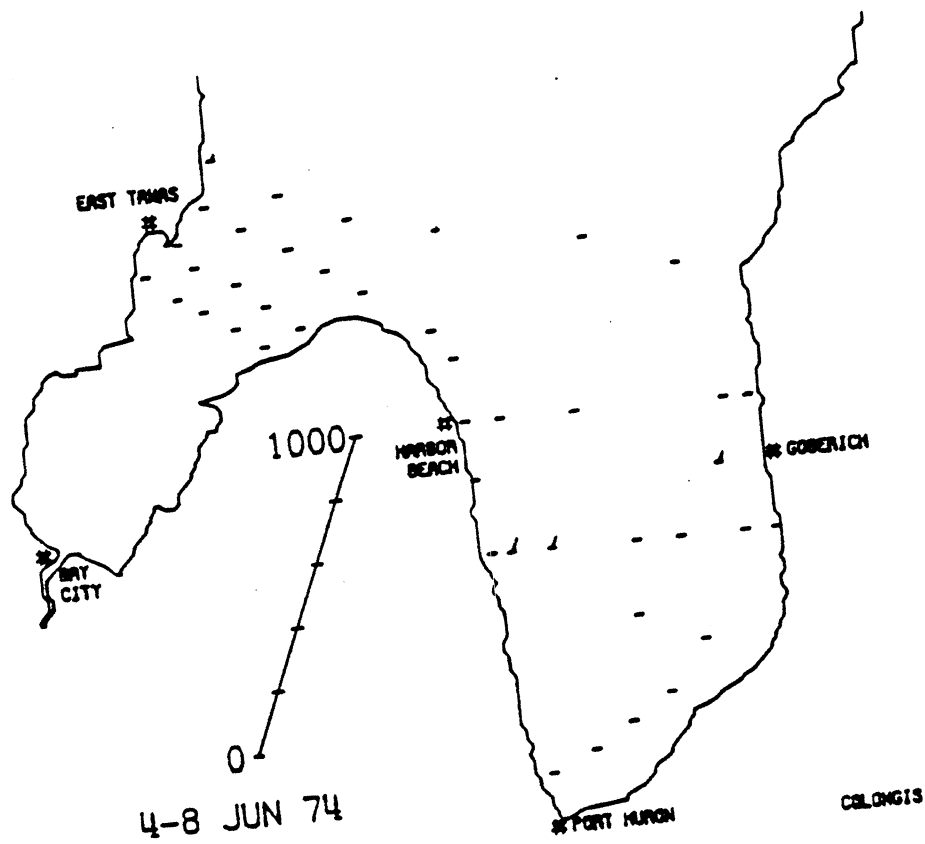 EAST TAWAS
1000
HARBOR
BEACH
GODERICH
BAY
CITY
0
4-8 JUN 74
COLONGIS
PORT HURON